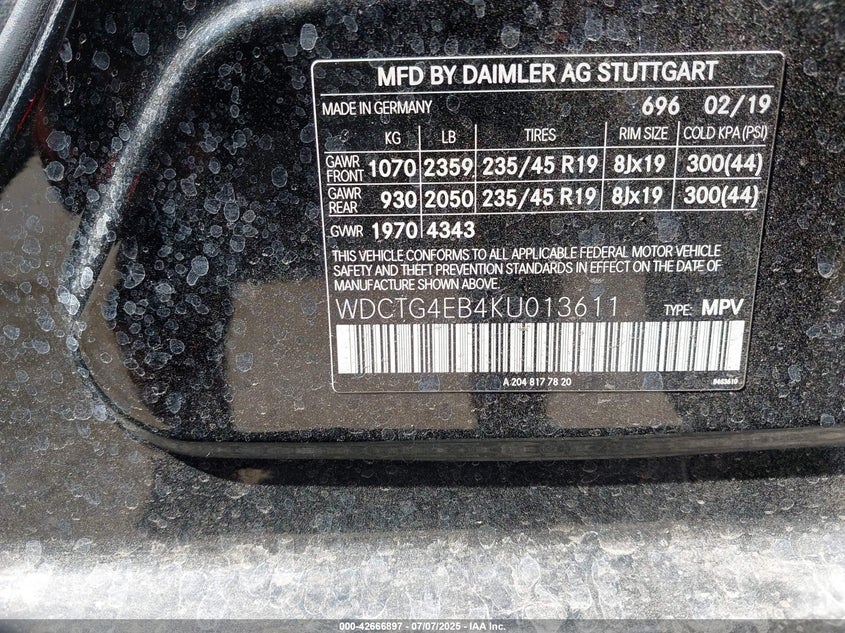 MFD BY DAIMLER AG STUTTGART
MADE IN GERMANY 696 02/19
KG LB TIRES RIM SIZE COLD KPA (PSI)
GAWR FRONT 1070 2359 235/45 R19 8Jx19 300(44)
GAWR REAR 930 2050 235/45 R19 8Jx19 300(44)
GVWR 1970 4343
THIS VEHICLE CONFORMS TO ALL APPLICABLE FEDERAL MOTOR VEHICLE
SAFETY AND THEFT PREVENTION STANDARDS IN EFFECT ON THE DATE OF
MANUFACTURE SHOWN ABOVE.
WDCTG4EB4KU013611 TYPE: MPV
A 204 817 78 20
000-42666897 - 07/07/2025 - IAA Inc.